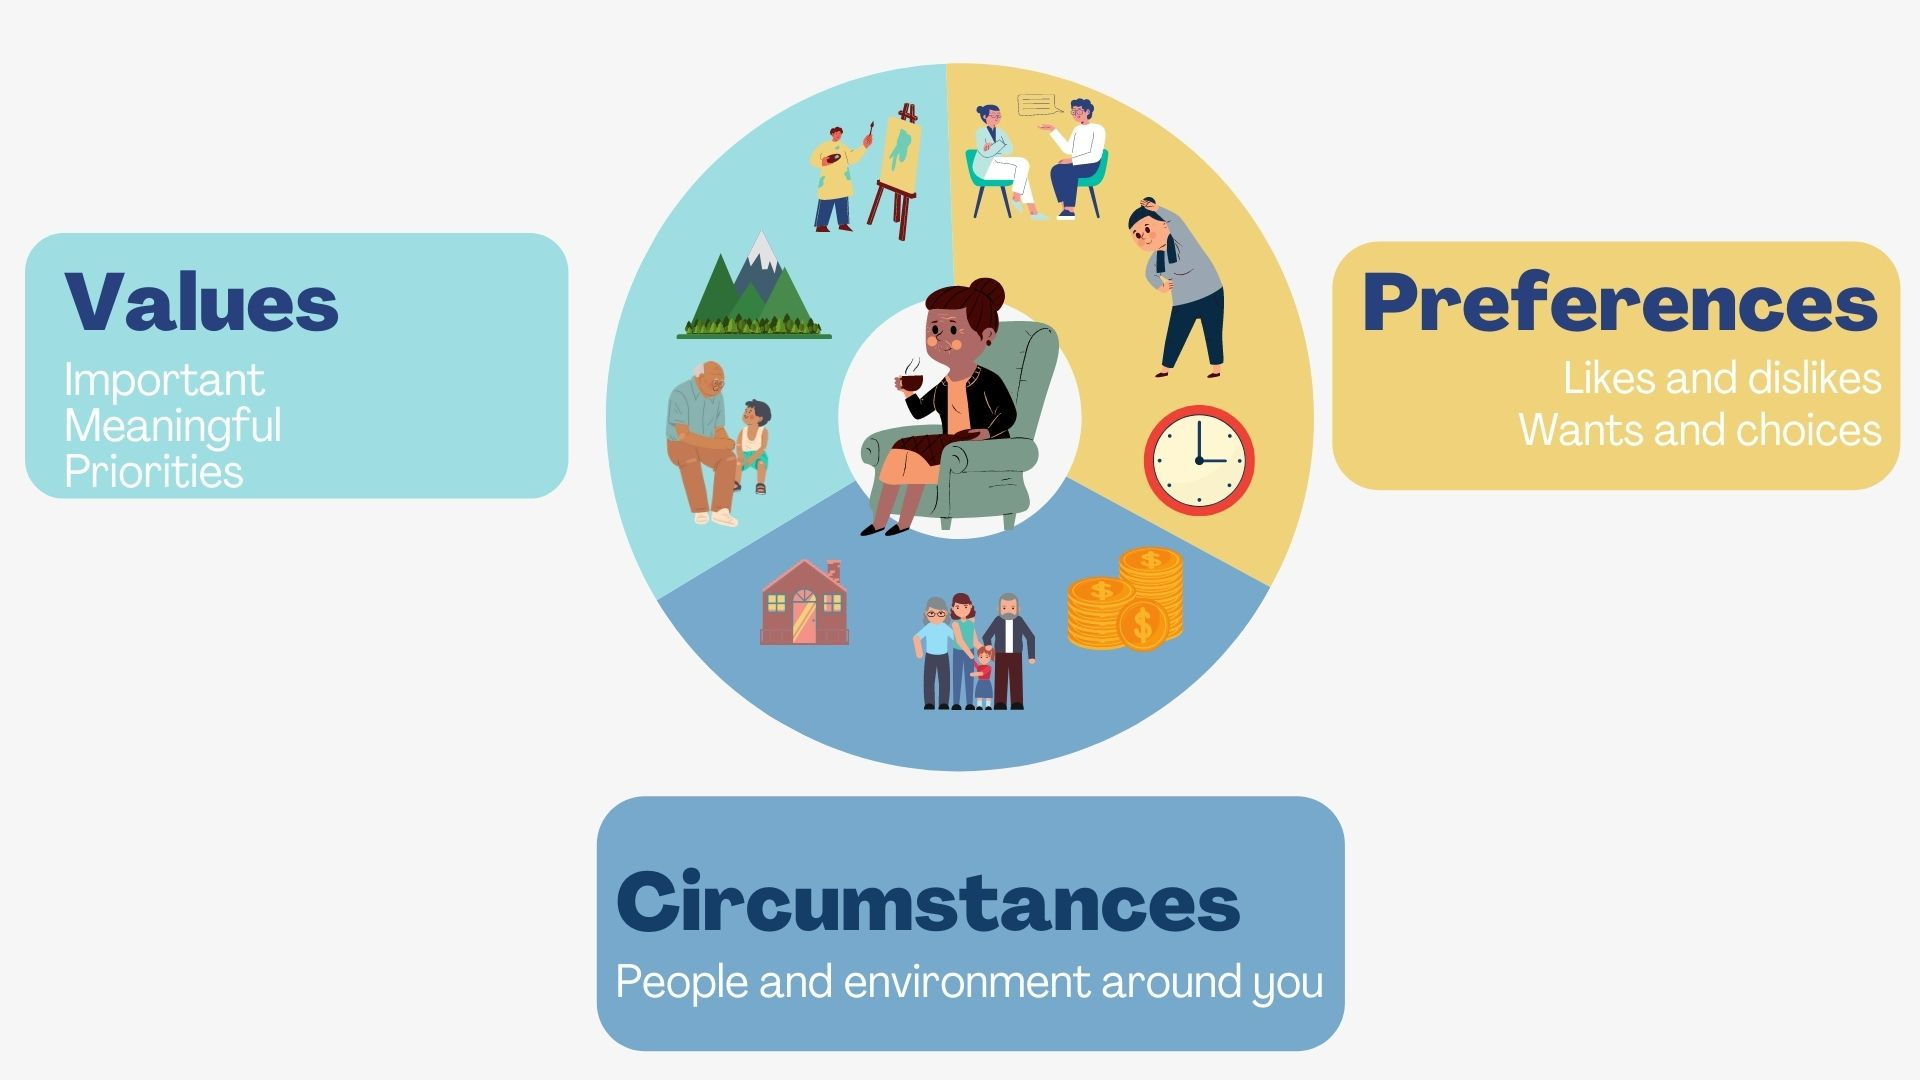 Values
Important
Meaningful
Priorities
Preferences
Likes and dislikes
Wants and choices
$
$
$
Circumstances
People and environment around you